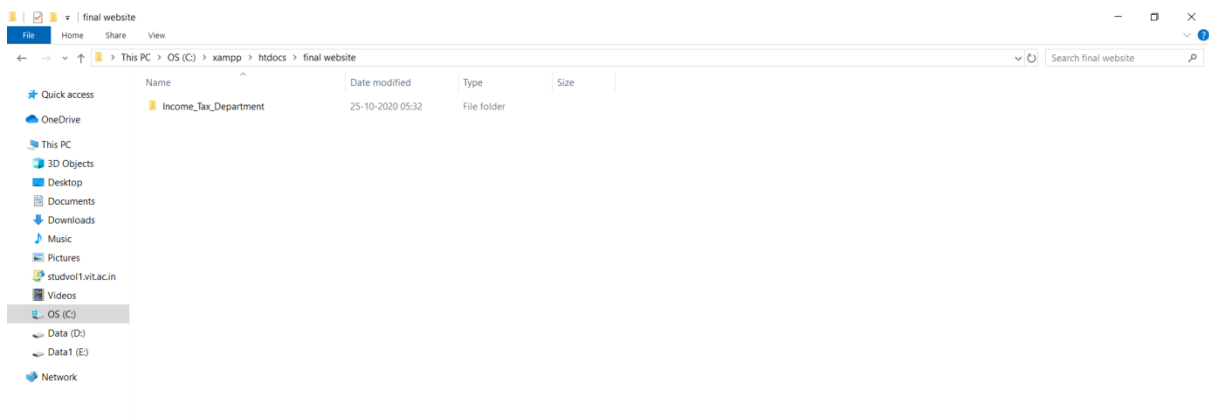 final website
File Home Share View
This PC > OS (C:) > xampp > htdocs > final website
Search final website
Name Date modified Type Size
Quick access
Income_Tax_Department 25-10-2020 05:32 File folder
OneDrive
This PC
3D Objects
Desktop
Documents
Downloads
Music
Pictures
studvol1.vit.ac.in
Videos
OS (C:)
Data (D:)
Data1 (E:)
Network